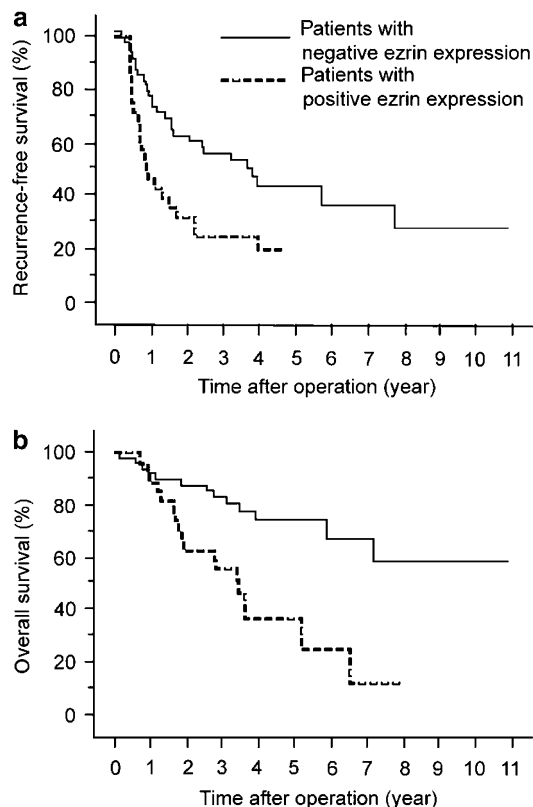 a
Patients with
negative ezrin expression
Patients with
positive ezrin expression
Recurrence-free survival (%)
100
80
60
40
20
0
0 1 2 3 4 5 6 7 8 9 10 11
Time after operation (year)
b
Overall survival (%)
100
80
60
40
20
0
0 1 2 3 4 5 6 7 8 9 10 11
Time after operation (year)